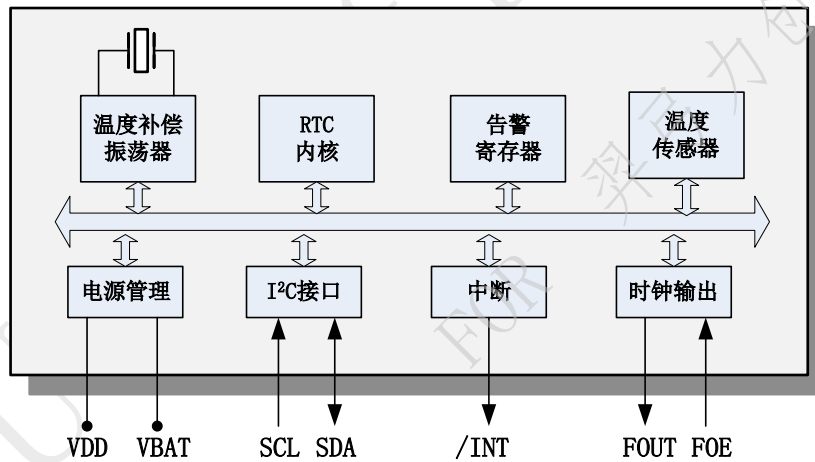 温度补偿
振荡器
RTC
内核
告警
寄存器
温度
传感器
电源管理
I²C接口
中断
时钟输出
VDD VBAT SCL SDA /INT FOUT FOE
FOR